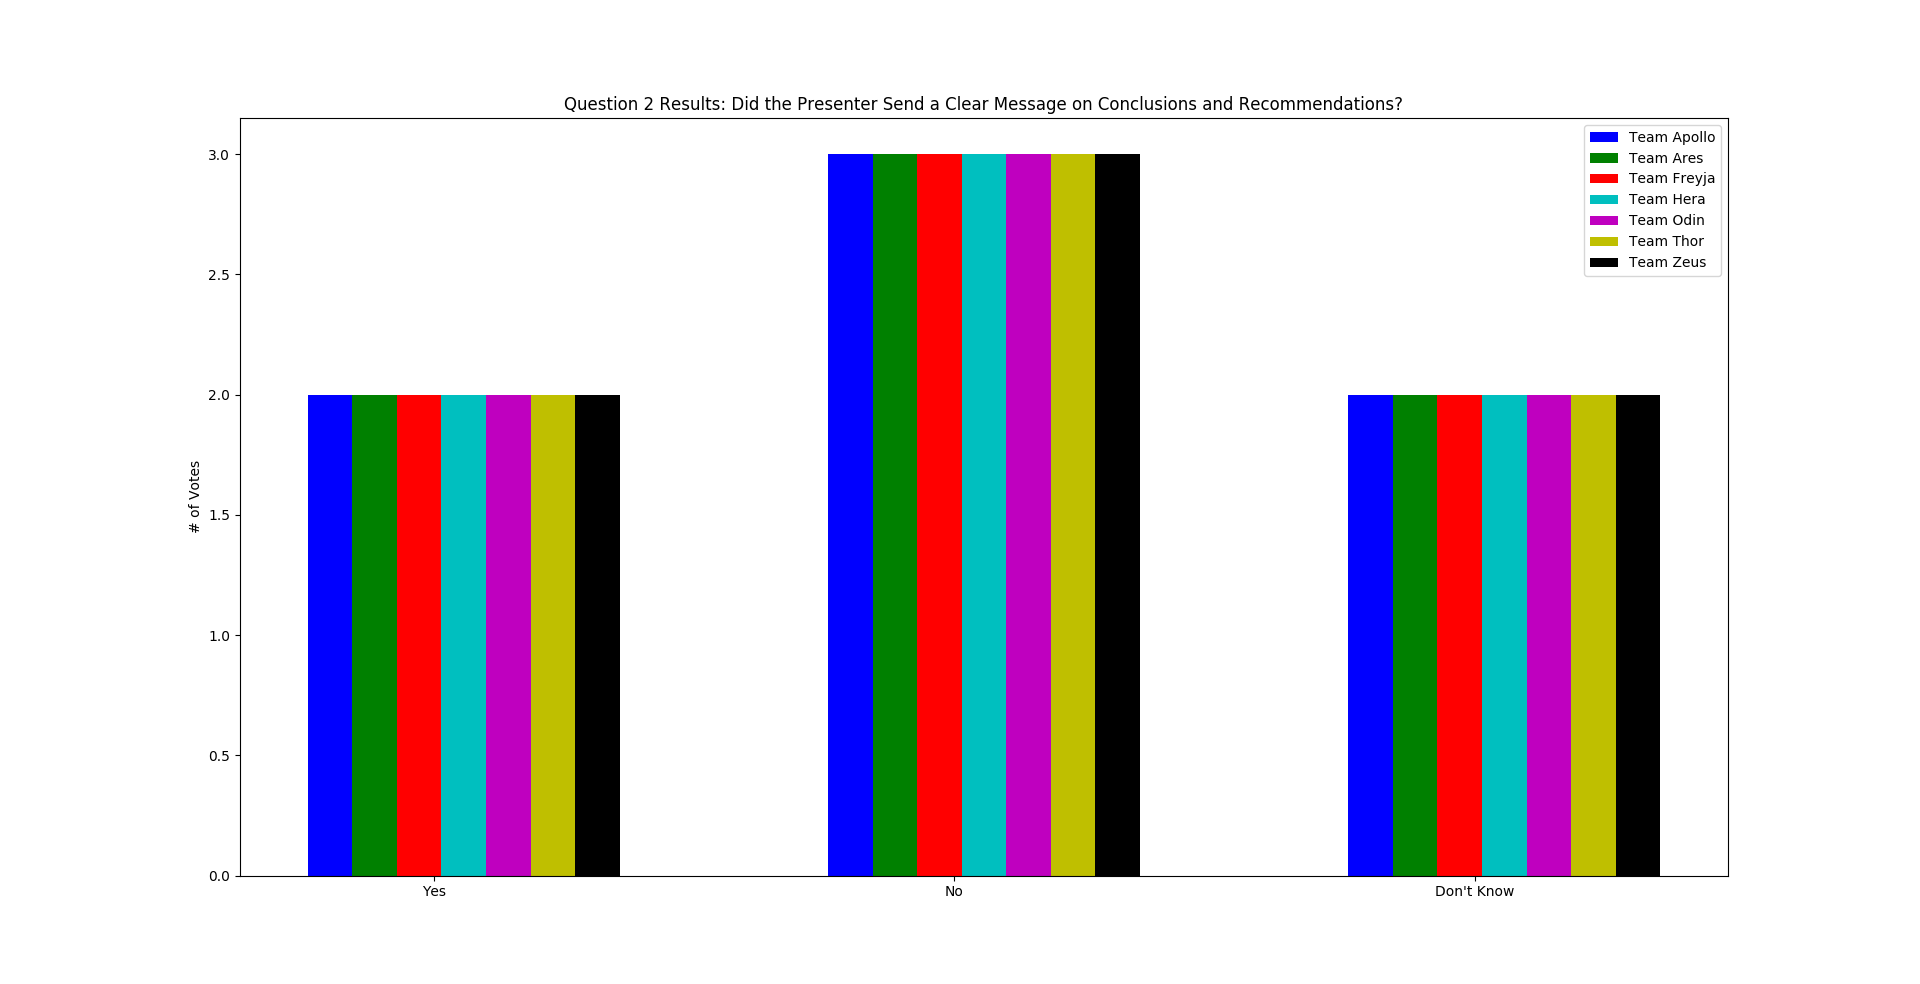 Question 2 Results: Did the Presenter Send a Clear Message on Conclusions and Recommendations?
Team Apollo
Team Ares
Team Freyja
Team Hera
Team Odin
Team Thor
Team Zeus
# of Votes
3.0
2.5
2.0
1.5
1.0
0.5
0.0
Yes No Don't Know